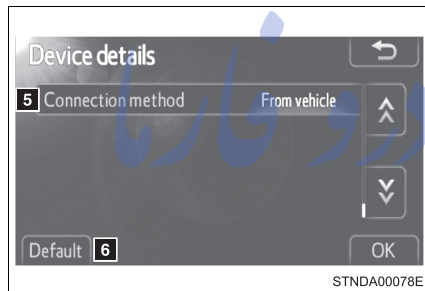 Device details
5 Connection method From vehicle
Default 6 OK
STNDA00078E